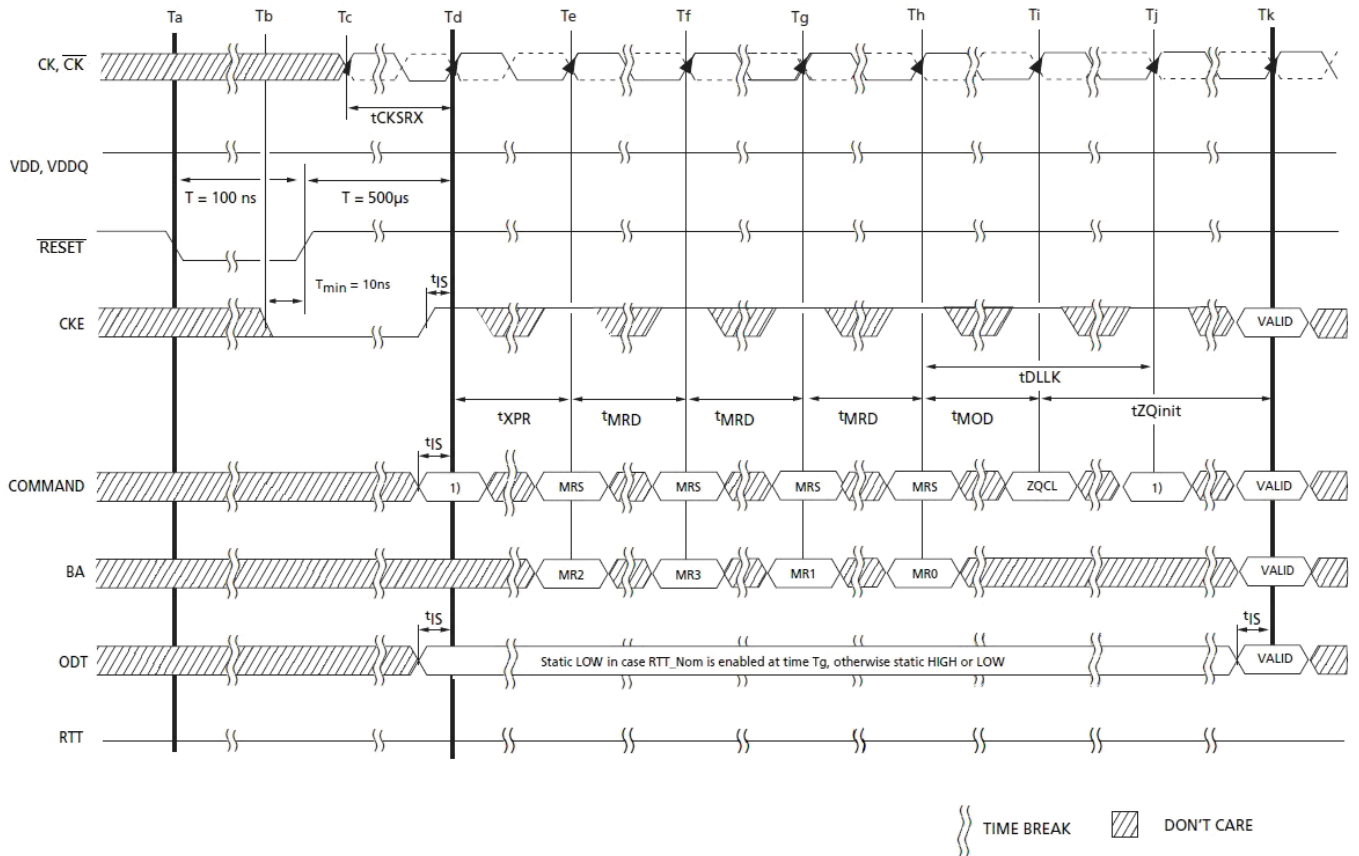 Ta Tb Tc Td Te Tf Tg Th Ti Tj Tk
CK, CK
tCKSRX
VDD, VDDQ
T = 100 ns T = 500µs
RESET
Tmin = 10ns tIS
CKE VALID
tDLLK
tXPR tMRD tMRD tMRD tMOD tZQinit
tIS
COMMAND 1) MRS MRS MRS MRS ZQCL 1) VALID
BA MR2 MR3 MR1 MR0 VALID
tIS tIS
ODT Static LOW in case RTT_Nom is enabled at time Tg, otherwise static HIGH or LOW VALID
RTT
TIME BREAK DON'T CARE